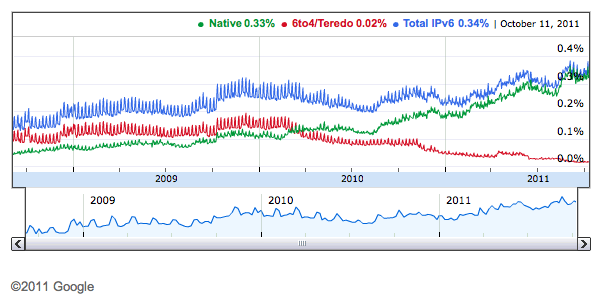 ● Native 0.33% ● 6to4/Teredo 0.02% ● Total IPv6 0.34% | October 11, 2011
0.4%
0.3%
0.2%
0.1%
0.0%
2009 2010 2011
2009 2010 2011
©2011 Google